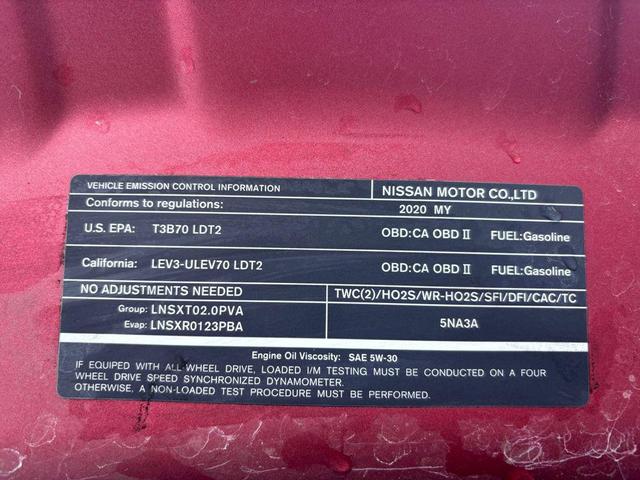 VEHICLE EMISSION CONTROL INFORMATION
NISSAN MOTOR CO.,LTD
Conforms to regulations:
2020 MY
U.S. EPA: T3B70 LDT2 OBD:CA OBD II FUEL:Gasoline
California: LEV3-ULEV70 LDT2 OBD:CA OBD II FUEL:Gasoline
NO ADJUSTMENTS NEEDED
TWC(2)/HO2S/WR-HO2S/SFI/DFI/CAC/TC
Group: LNSXT02.0PVA
Evap: LNSXR0123PBA
5NA3A
Engine Oil Viscosity: SAE 5W-30
IF EQUIPED WITH ALL WHEEL DRIVE, LOADED I/M TESTING MUST BE CONDUCTED ON A FOUR
WHEEL DRIVE SPEED SYNCHRONIZED DYNAMOMETER.
OTHERWISE, A NON-LOADED TEST PROCEDURE MUST BE PERFORMED.